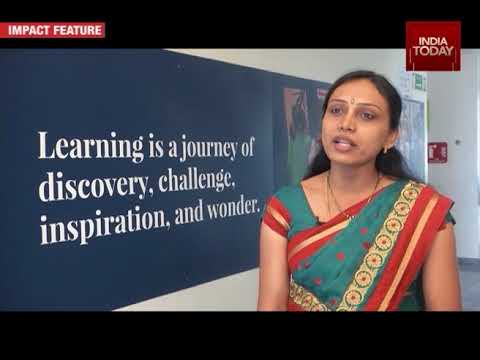 IMPACT FEATURE
INDIA
TODAY
Learning is a journey of
discovery, challenge,
inspiration, and wonder.